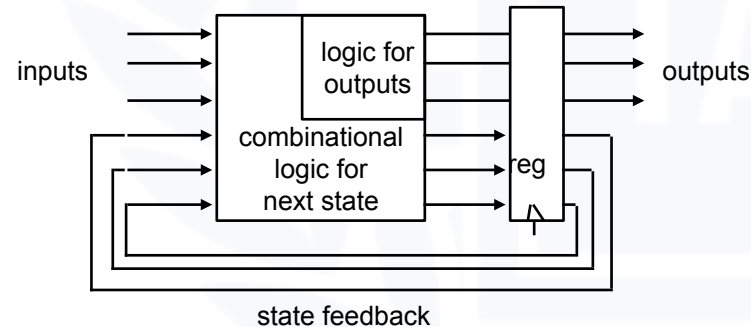 inputs
logic for
outputs
combinational
logic for
next state
reg
outputs
state feedback